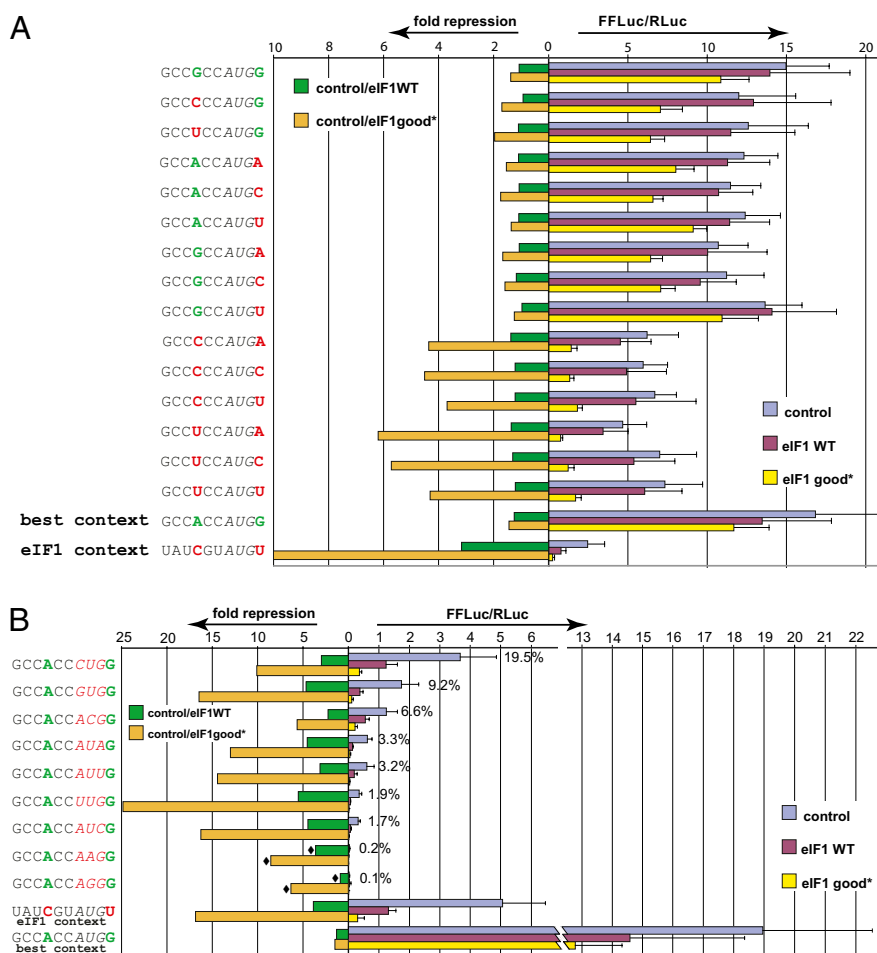 A
fold repression
FFLuc/RLuc
10 8 6 4 2 0 5 10 15 20
control/eIF1WT
control/eIF1good*
GCCGCCAUGG
GCCCCCAUGG
GCCUCCAUGG
GCCACCAUGA
GCCACCAUGC
GCCACCAUGU
GCCGCCAUGA
GCCGCCAUGC
GCCGCCAUGU
GCCCCCAUGA
GCCCCCAUGC
GCCCCCAUGU
GCCUCCAUGA
GCCUCCAUGC
GCCUCCAUGU
best context GCCACCAUGG
eIF1 context UAUCGUAUGU
control
eIF1 WT
eIF1 good*
B
fold repression
FFLuc/RLuc
25 20 15 10 5 0 1 2 3 4 5 6 13 14 15 16 17 18 19 20 21 22
GCCACCCUGG 19.5%
GCCACCGUGG 9.2%
control/eIF1WT
GCCACCACGG 6.6%
control/eIF1good*
GCCACCAUAG 3.3%
GCCACCAUUG 3.2%
GCCACCUUGG 1.9%
GCCACCAUCG 1.7%
GCCACCAAGG 0.2%
GCCACCAGGG 0.1%
UAUCGUAUGU
eIF1 context
GCCACCAUGG
best context
control
eIF1 WT
eIF1 good*